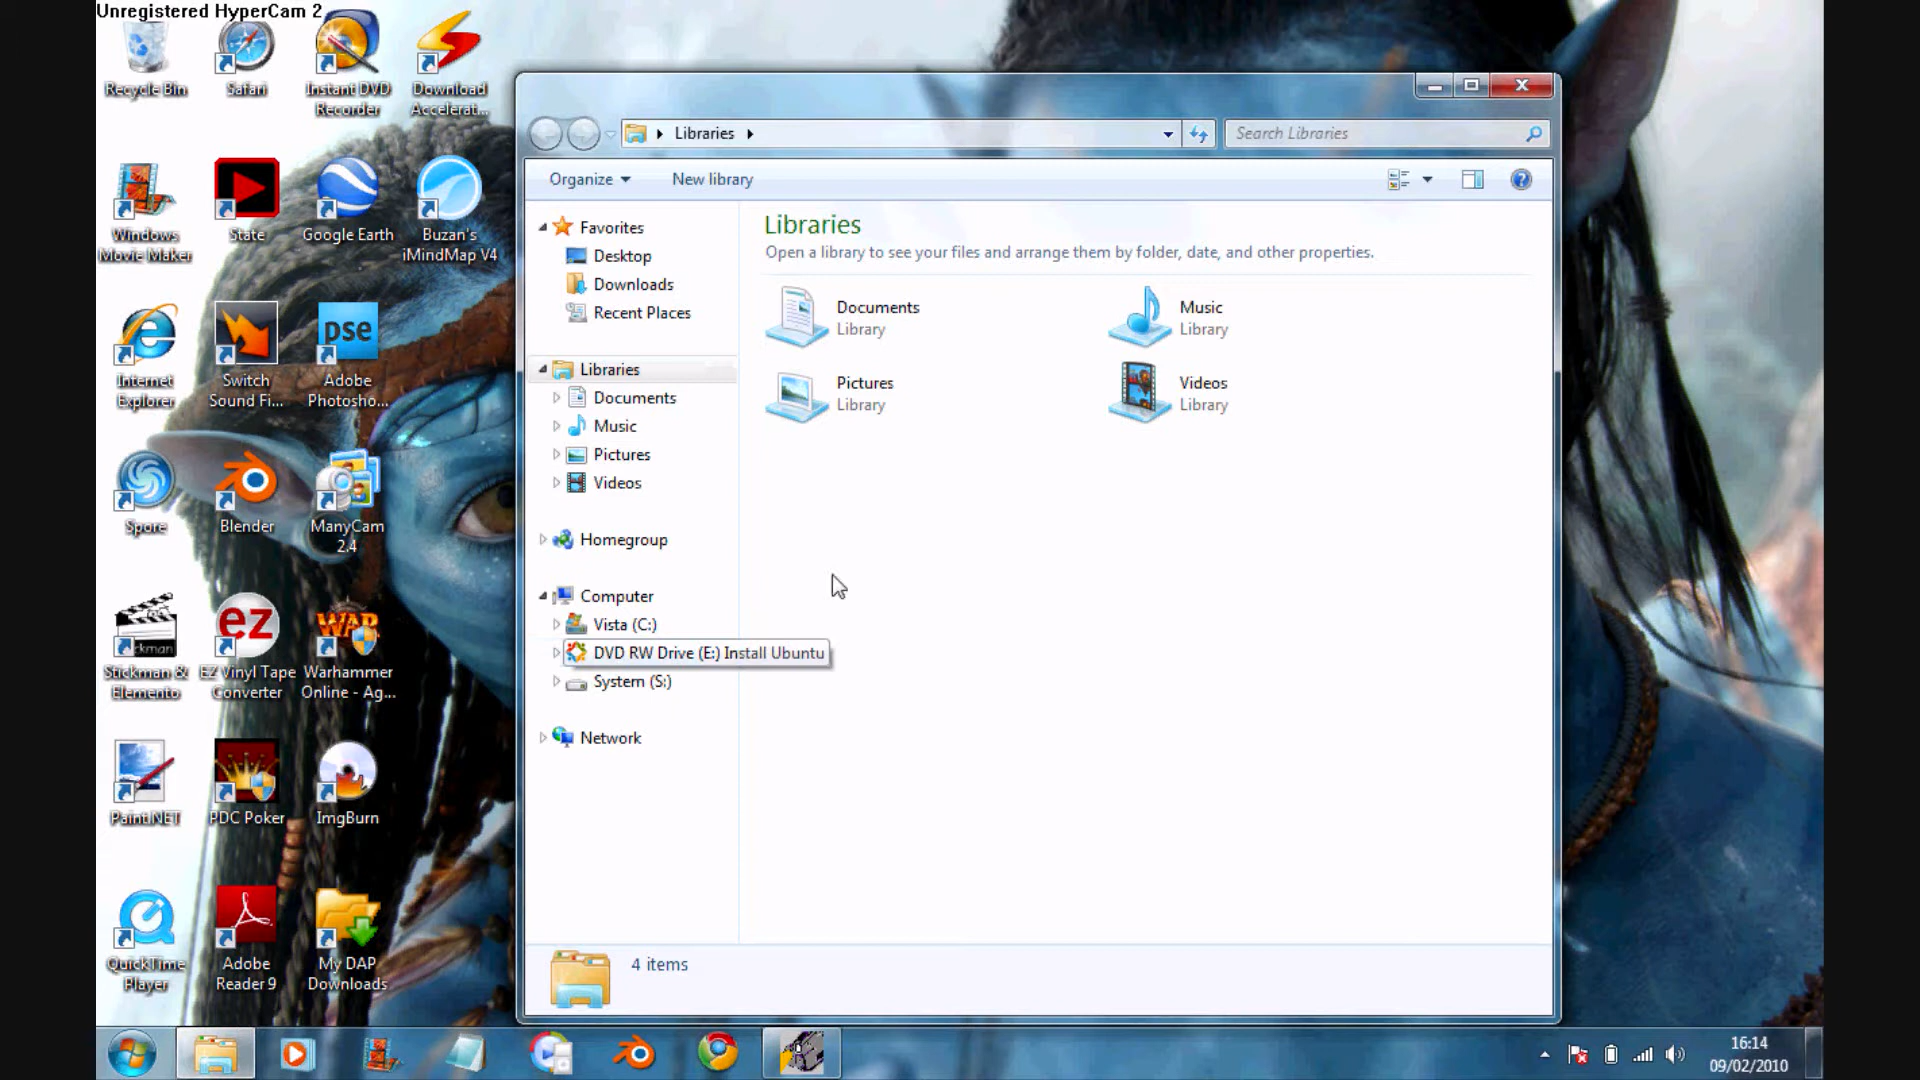 Unregistered HyperCam 2
Recycle Bin
Safari
Instant DVD
Recorder
Download
Accelerat...
Windows
Movie Maker
State
Google Earth
Buzan's
iMindMap V4
Internet
Explorer
Switch
Sound Fi...
pse
Adobe
Photosho...
Spore
Blender
ManyCam
2.4
ckman
Stickman &
Elemento
ez
EZ Vinyl Tape
Converter
WAR
Warhammer
Online - Ag...
Paint.NET
PDC Poker
ImgBurn
QuickTime
Player
Adobe
Reader 9
My DAP
Downloads
Libraries
Search Libraries
Organize
New library
Favorites
Desktop
Downloads
Recent Places
Libraries
Documents
Music
Pictures
Videos
Homegroup
Computer
Vista (C:)
DVD RW Drive (E:) Install Ubuntu
System (S:)
Network
Libraries
Open a library to see your files and arrange them by folder, date, and other properties.
Documents
Library
Music
Library
Pictures
Library
Videos
Library
4 items
16:14
09/02/2010